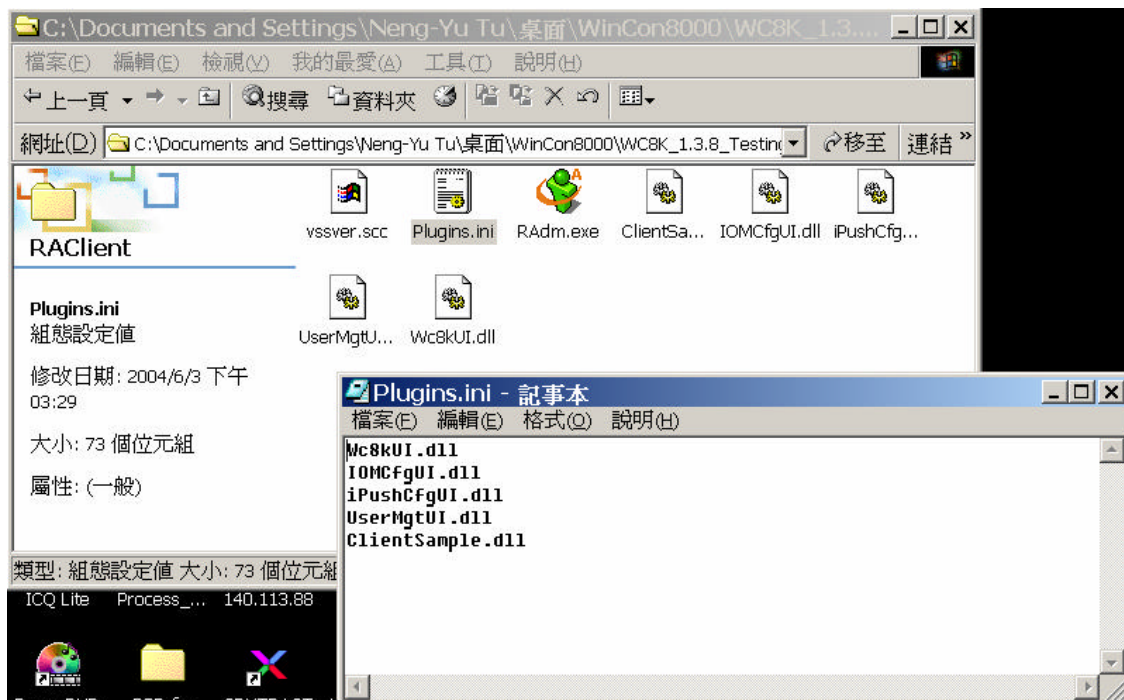 C:\Documents and Settings\Neng-Yu Tu\桌面\WinCon8000\WC8K_1.3....
檔案(F) 編輯(E) 檢視(V) 我的最愛(A) 工具(T) 說明(H)
上一頁 搜尋 資料夾
網址(D) C:\Documents and Settings\Neng-Yu Tu\桌面\WinCon8000\WC8K_1.3.8_Testing 移至 連結 »
RAClient
vssver.scc Plugins.ini RAdm.exe ClientSa... IOMCfgUI.dll iPushCfg...
UserMgtU... Wc8kUI.dll
Plugins.ini
組態設定值
修改日期: 2004/6/3 下午
03:29
大小: 73 個位元組
屬性: (一般)
類型: 組態設定值 大小: 73 個位元組
Plugins.ini - 記事本
檔案(F) 編輯(E) 格式(O) 說明(H)
Wc8kUI.dll
IOMCfgUI.dll
iPushCfgUI.dll
UserMgtUI.dll
ClientSample.dll
ICQ Lite Process_... 140.113.88